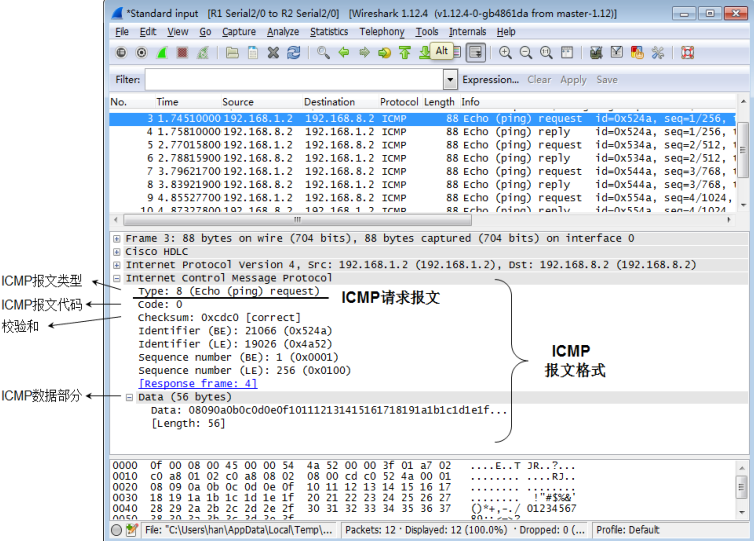 *Standard input [R1 Serial2/0 to R2 Serial2/0] [Wireshark 1.12.4 (v1.12.4-0-gb4861da from master-1.12)]
File Edit View Go Capture Analyze Statistics Telephony Tools Internals Help
Alt
Filter: Expression... Clear Apply Save
No. Time Source Destination Protocol Length Info
3 1.74510000 192.168.1.2 192.168.8.2 ICMP 88 Echo (ping) request id=0x524a, seq=1/256,
4 1.75810000 192.168.8.2 192.168.1.2 ICMP 88 Echo (ping) reply id=0x524a, seq=1/256,
5 2.77015800 192.168.1.2 192.168.8.2 ICMP 88 Echo (ping) request id=0x534a, seq=2/512,
6 2.78815900 192.168.8.2 192.168.1.2 ICMP 88 Echo (ping) reply id=0x534a, seq=2/512,
7 3.79621700 192.168.1.2 192.168.8.2 ICMP 88 Echo (ping) request id=0x544a, seq=3/768,
8 3.83921900 192.168.8.2 192.168.1.2 ICMP 88 Echo (ping) reply id=0x544a, seq=3/768,
9 4.85527700 192.168.1.2 192.168.8.2 ICMP 88 Echo (ping) request id=0x554a, seq=4/1024,
10 4.87327800 192.168.8.2 192.168.1.2 ICMP 88 Echo (ping) reply id=0x554a, seq=4/1024
Frame 3: 88 bytes on wire (704 bits), 88 bytes captured (704 bits) on interface 0
Cisco HDLC
Internet Protocol Version 4, Src: 192.168.1.2 (192.168.1.2), Dst: 192.168.8.2 (192.168.8.2)
Internet Control Message Protocol
ICMP报文类型
Type: 8 (Echo (ping) request)
ICMP请求报文
ICMP报文代码
Code: 0
校验和
Checksum: 0xcdc0 [correct]
Identifier (BE): 21066 (0x524a)
Identifier (LE): 19026 (0x4a52)
Sequence number (BE): 1 (0x0001)
Sequence number (LE): 256 (0x0100)
[Response frame: 4]
ICMP
报文格式
ICMP数据部分
Data (56 bytes)
Data: 08090a0b0c0d0e0f101112131415161718191a1b1c1d1e1f...
[Length: 56]
0000 0f 00 08 00 45 00 00 54 4a 52 00 00 3f 01 a7 02 ....E..T JR..?...
0010 c0 a8 01 02 c0 a8 08 02 08 00 cd c0 52 4a 00 01 ........ ....RJ..
0020 08 09 0a 0b 0c 0d 0e 0f 10 11 12 13 14 15 16 17 ........ ........
0030 18 19 1a 1b 1c 1d 1e 1f 20 21 22 23 24 25 26 27 ........ !"#$%&'
0040 28 29 2a 2b 2c 2d 2e 2f 30 31 32 33 34 35 36 37 ()*+,-./ 01234567
0050 38 39 3a 3b 3c 3d 3e 3f 89:;<=>?
File: "C:\Users\han\AppData\Local\Temp\... Packets: 12 · Displayed: 12 (100.0%) · Dropped: 0 (... Profile: Default